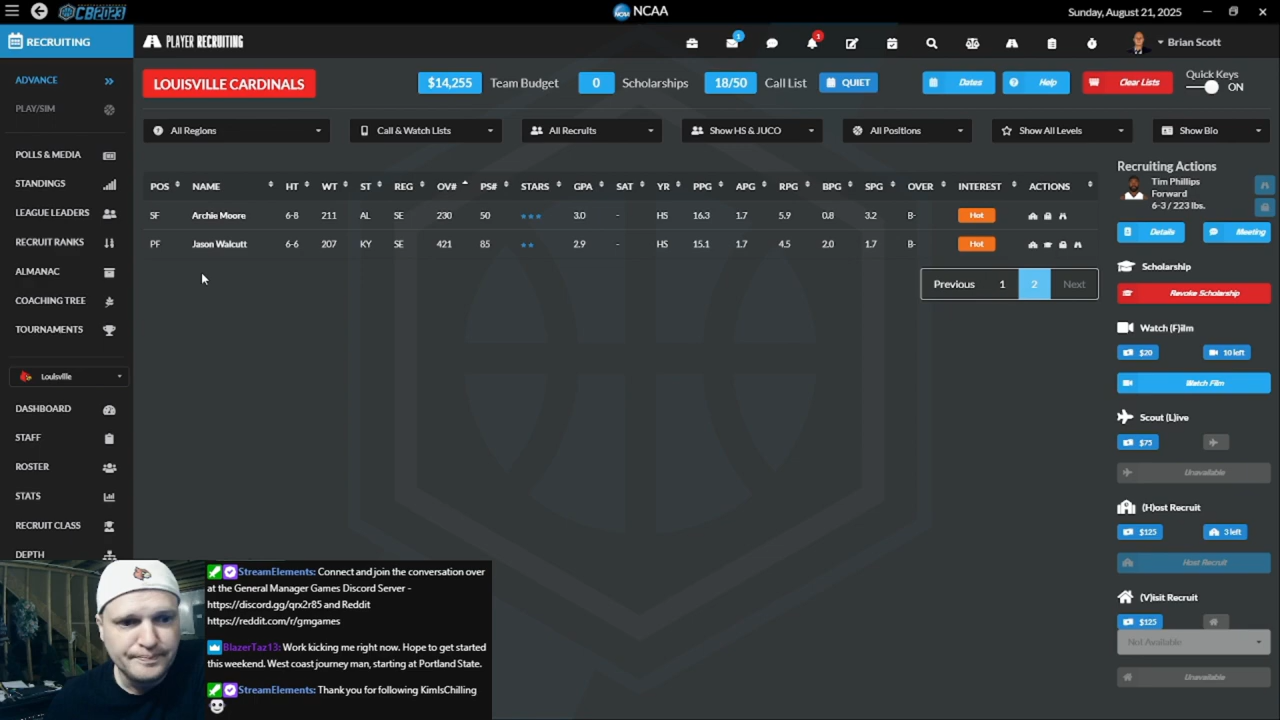 CB2023
NCAA
Sunday, August 21, 2025
RECRUITING
PLAYER RECRUITING
1
1
Brian Scott
ADVANCE
PLAY/SIM
POLLS & MEDIA
STANDINGS
LEAGUE LEADERS
RECRUIT RANKS
ALMANAC
COACHING TREE
TOURNAMENTS
Louisville
DASHBOARD
STAFF
ROSTER
STATS
RECRUIT CLASS
DEPTH
LOUISVILLE CARDINALS
$14,255 Team Budget 0 Scholarships 18/50 Call List QUIET
Dates Help Clear Lists
Quick Keys
ON
All Regions Call & Watch Lists All Recruits Show HS & JUCO All Positions Show All Levels Show Bio
POS NAME HT WT ST REG OV# PS# STARS GPA SAT YR PPG APG RPG BPG SPG OVER INTEREST ACTIONS
SF Archie Moore 6-8 211 AL SE 230 50 ★★★ 3.0 - HS 16.3 1.7 5.9 0.8 3.2 B- Hot
PF Jason Walcutt 6-6 207 KY SE 421 85 ★★ 2.9 - HS 15.1 1.7 4.5 2.0 1.7 B- Hot
Previous 1 2 Next
Recruiting Actions
Tim Phillips
Forward
6-3 / 223 lbs.
Details Meeting
Scholarship
Revoke Scholarship
Watch (F)ilm
$20 10 left
Watch Film
Scout (L)ive
$75
Unavailable
(H)ost Recruit
$125 3 left
Host Recruit
(V)isit Recruit
$125
Not Available
Unavailable
StreamElements: Connect and join the conversation over
at the General Manager Games Discord Server -
https://discord.gg/qrx2r85 and Reddit
https://reddit.com/r/gmgames
BlazerTaz13: Work kicking me right now. Hope to get started
this weekend. West coast journey man, starting at Portland State.
StreamElements: Thank you for following KimIsChilling